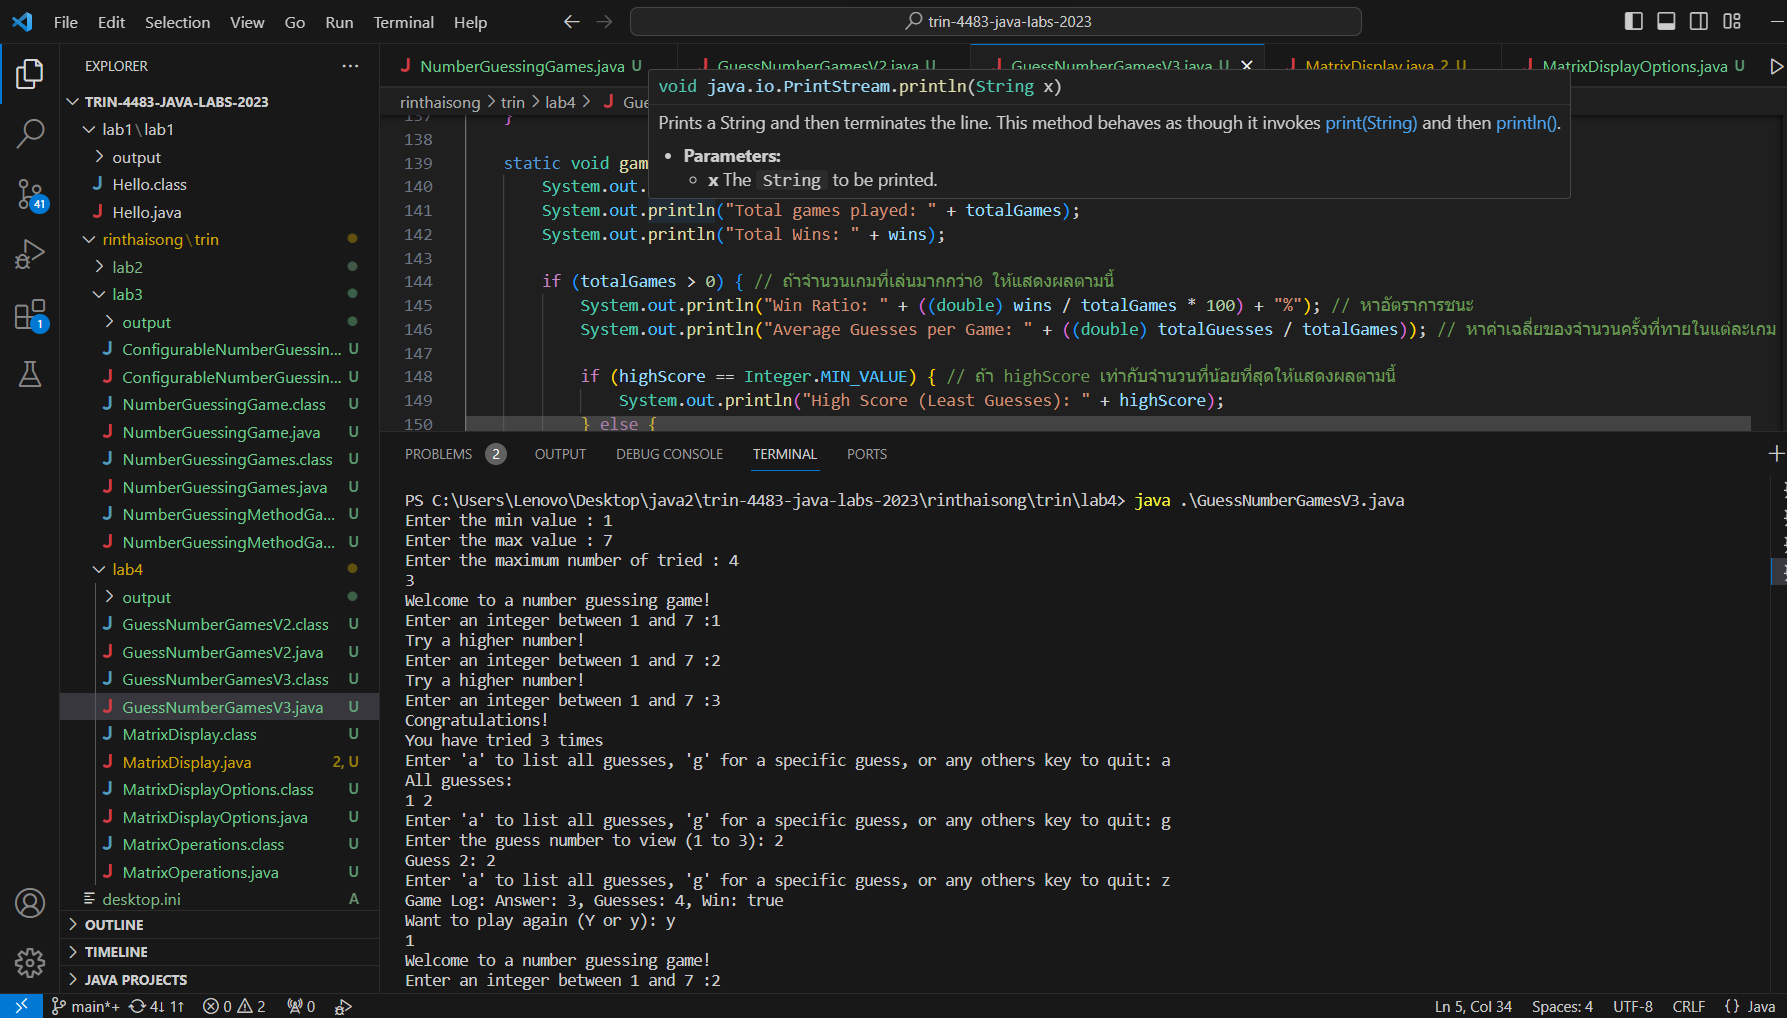 File Edit Selection View Go Run Terminal Help
trin-4483-java-labs-2023
EXPLORER
TRIN-4483-JAVA-LABS-2023
lab1\lab1
output
Hello.class
Hello.java
rinthaisong\trin
lab2
lab3
output
ConfigurableNumberGuessin... U
ConfigurableNumberGuessin... U
NumberGuessingGame.class U
NumberGuessingGame.java U
NumberGuessingGames.class U
NumberGuessingGames.java U
NumberGuessingMethodGa... U
NumberGuessingMethodGa... U
lab4
output
GuessNumberGamesV2.class U
GuessNumberGamesV2.java U
GuessNumberGamesV3.class U
GuessNumberGamesV3.java U
MatrixDisplay.class U
MatrixDisplay.java 2, U
MatrixDisplayOptions.class U
MatrixDisplayOptions.java U
MatrixOperations.class U
MatrixOperations.java U
desktop.ini A
OUTLINE
TIMELINE
JAVA PROJECTS
41
1
NumberGuessingGames.java U GuessNumberGamesV2.java U GuessNumberGamesV3.java U MatrixDisplay.java 2, U MatrixDisplayOptions.java U
rinthaisong > trin > lab4 > Gue
void java.io.PrintStream.println(String x)
Prints a String and then terminates the line. This method behaves as though it invokes print(String) and then println().
Parameters:
x The String to be printed.
137 }
138
139 static void gam
140 System.out.
141 System.out.println("Total games played: " + totalGames);
142 System.out.println("Total Wins: " + wins);
143
144 if (totalGames > 0) { // ถ้าจำนวนเกมที่เล่นมากกว่า0 ให้แสดงผลตามนี้
145 System.out.println("Win Ratio: " + ((double) wins / totalGames * 100) + "%"); // หาอัตราการชนะ
146 System.out.println("Average Guesses per Game: " + ((double) totalGuesses / totalGames)); // หาค่าเฉลี่ยของจำนวนครั้งที่ทายในแต่ละเกม
147
148 if (highScore == Integer.MIN_VALUE) { // ถ้า highScore เท่ากับจำนวนที่น้อยที่สุดให้แสดงผลตามนี้
149 System.out.println("High Score (Least Guesses): " + highScore);
150 } else {
PROBLEMS 2 OUTPUT DEBUG CONSOLE TERMINAL PORTS
PS C:\Users\Lenovo\Desktop\java2\trin-4483-java-labs-2023\rinthaisong\trin\lab4> java .\GuessNumberGamesV3.java
Enter the min value : 1
Enter the max value : 7
Enter the maximum number of tried : 4
3
Welcome to a number guessing game!
Enter an integer between 1 and 7 :1
Try a higher number!
Enter an integer between 1 and 7 :2
Try a higher number!
Enter an integer between 1 and 7 :3
Congratulations!
You have tried 3 times
Enter 'a' to list all guesses, 'g' for a specific guess, or any others key to quit: a
All guesses:
1 2
Enter 'a' to list all guesses, 'g' for a specific guess, or any others key to quit: g
Enter the guess number to view (1 to 3): 2
Guess 2: 2
Enter 'a' to list all guesses, 'g' for a specific guess, or any others key to quit: z
Game Log: Answer: 3, Guesses: 4, Win: true
Want to play again (Y or y): y
1
Welcome to a number guessing game!
Enter an integer between 1 and 7 :2
main*+ 4↓ 1↑ 0 2 0 Ln 5, Col 34 Spaces: 4 UTF-8 CRLF {} Java